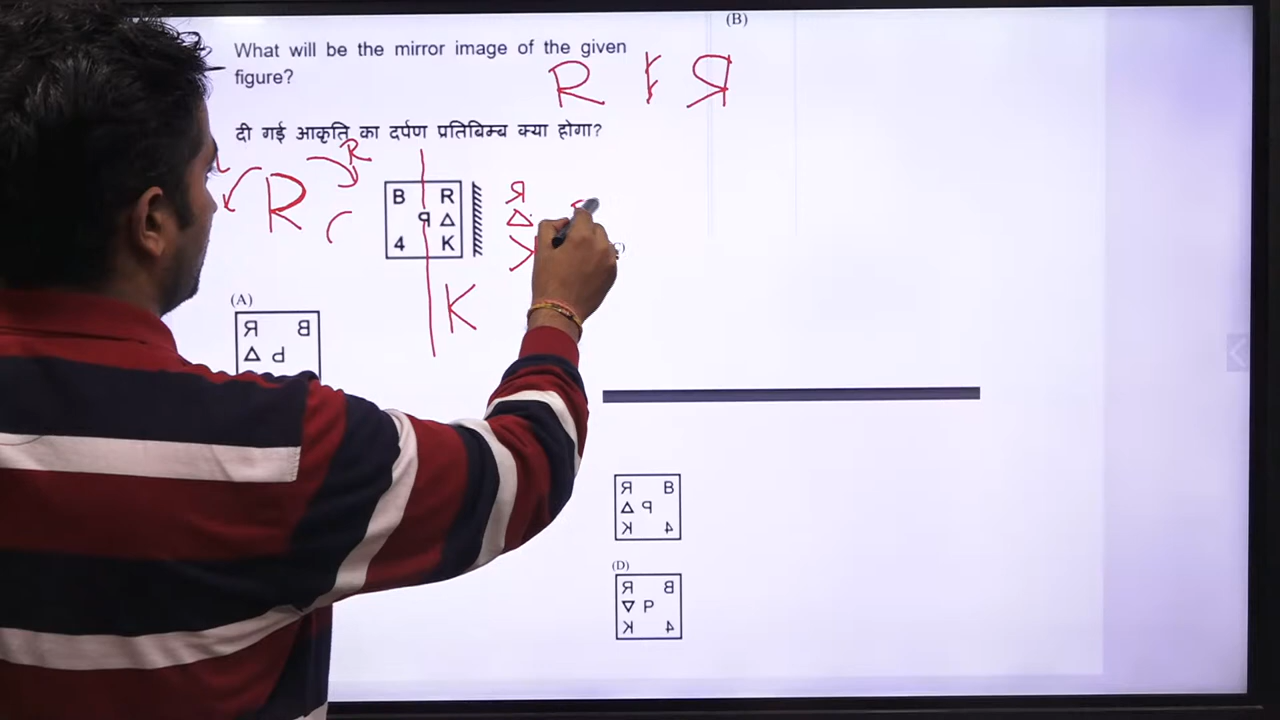 (B)
What will be the mirror image of the given
figure?
R Я
दी गई आकृति का दर्पण प्रतिबिम्ब क्या होगा?
R
R
B R
ꟼ Δ
4 K
Я
Δ
K
(A)
Я B
Δ
Я B
Δ ꟼ
K 4
(D)
Я B
∇ P
K 4